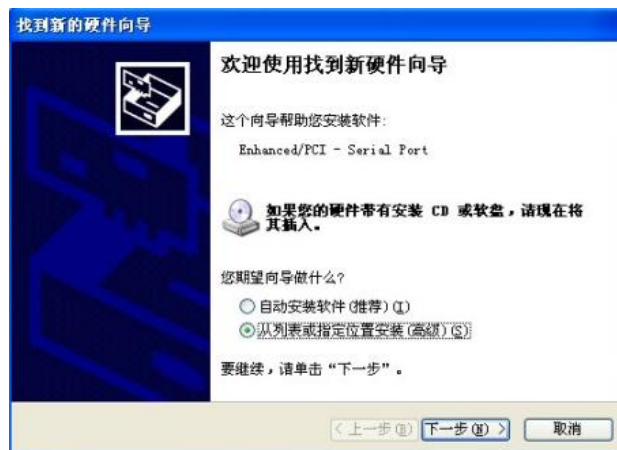 找到新的硬件向导
欢迎使用找到新硬件向导
这个向导帮助您安装软件:
Enhanced/PCI - Serial Port
如果您的硬件带有安装 CD 或软盘，请现在将
其插入。
您期望向导做什么?
自动安装软件(推荐)(I)
从列表或指定位置安装(高级)(S)
要继续，请单击“下一步”。
< 上一步(B)
下一步(N) >
取消